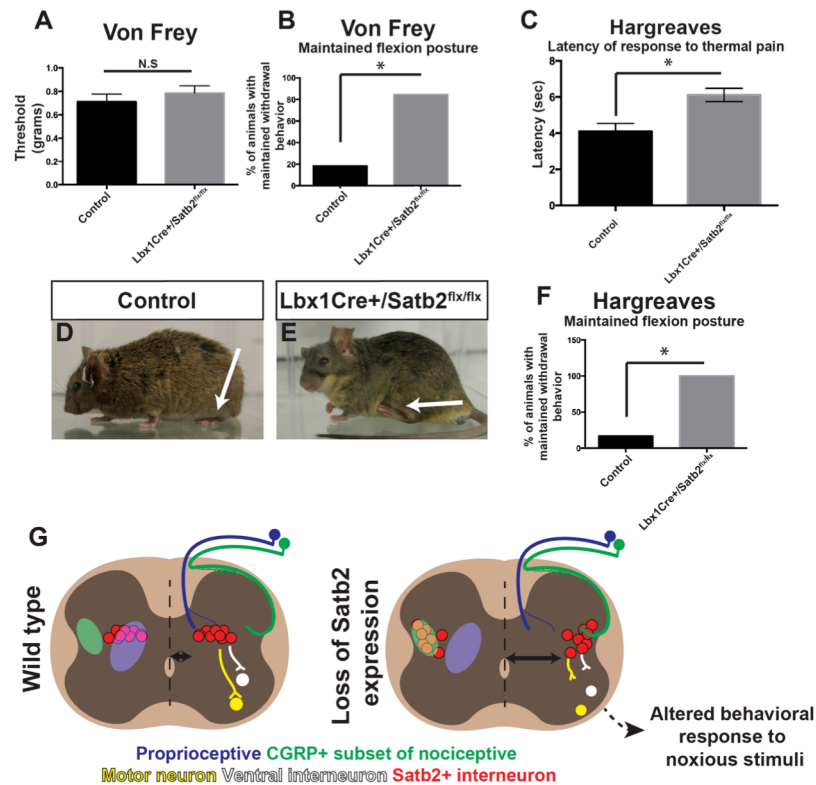 A
Von Frey
N.S
Threshold
(grams)
1.0
0.8
0.6
0.4
0.2
0.0
Control
Lbx1Cre+/Satb2flx/flx
B
Von Frey
Maintained flexion posture
*
% of animals with
maintained withdrawal
behavior
100
80
60
40
20
0
Control
Lbx1Cre+/Satb2flx/flx
C
Hargreaves
Latency of response to thermal pain
*
Latency (sec)
8
6
4
2
0
Control
Lbx1Cre+/Satb2flx/flx
Control
D
Lbx1Cre+/Satb2flx/flx
E
F
Hargreaves
Maintained flexion posture
*
% of animals with
maintained withdrawal
behavior
150
100
50
0
Control
Lbx1Cre+/Satb2flx/flx
G
Wild type
Loss of Satb2
expression
Altered behavioral
response to
noxious stimuli
Proprioceptive CGRP+ subset of nociceptive
Motor neuron Ventral interneuron Satb2+ interneuron